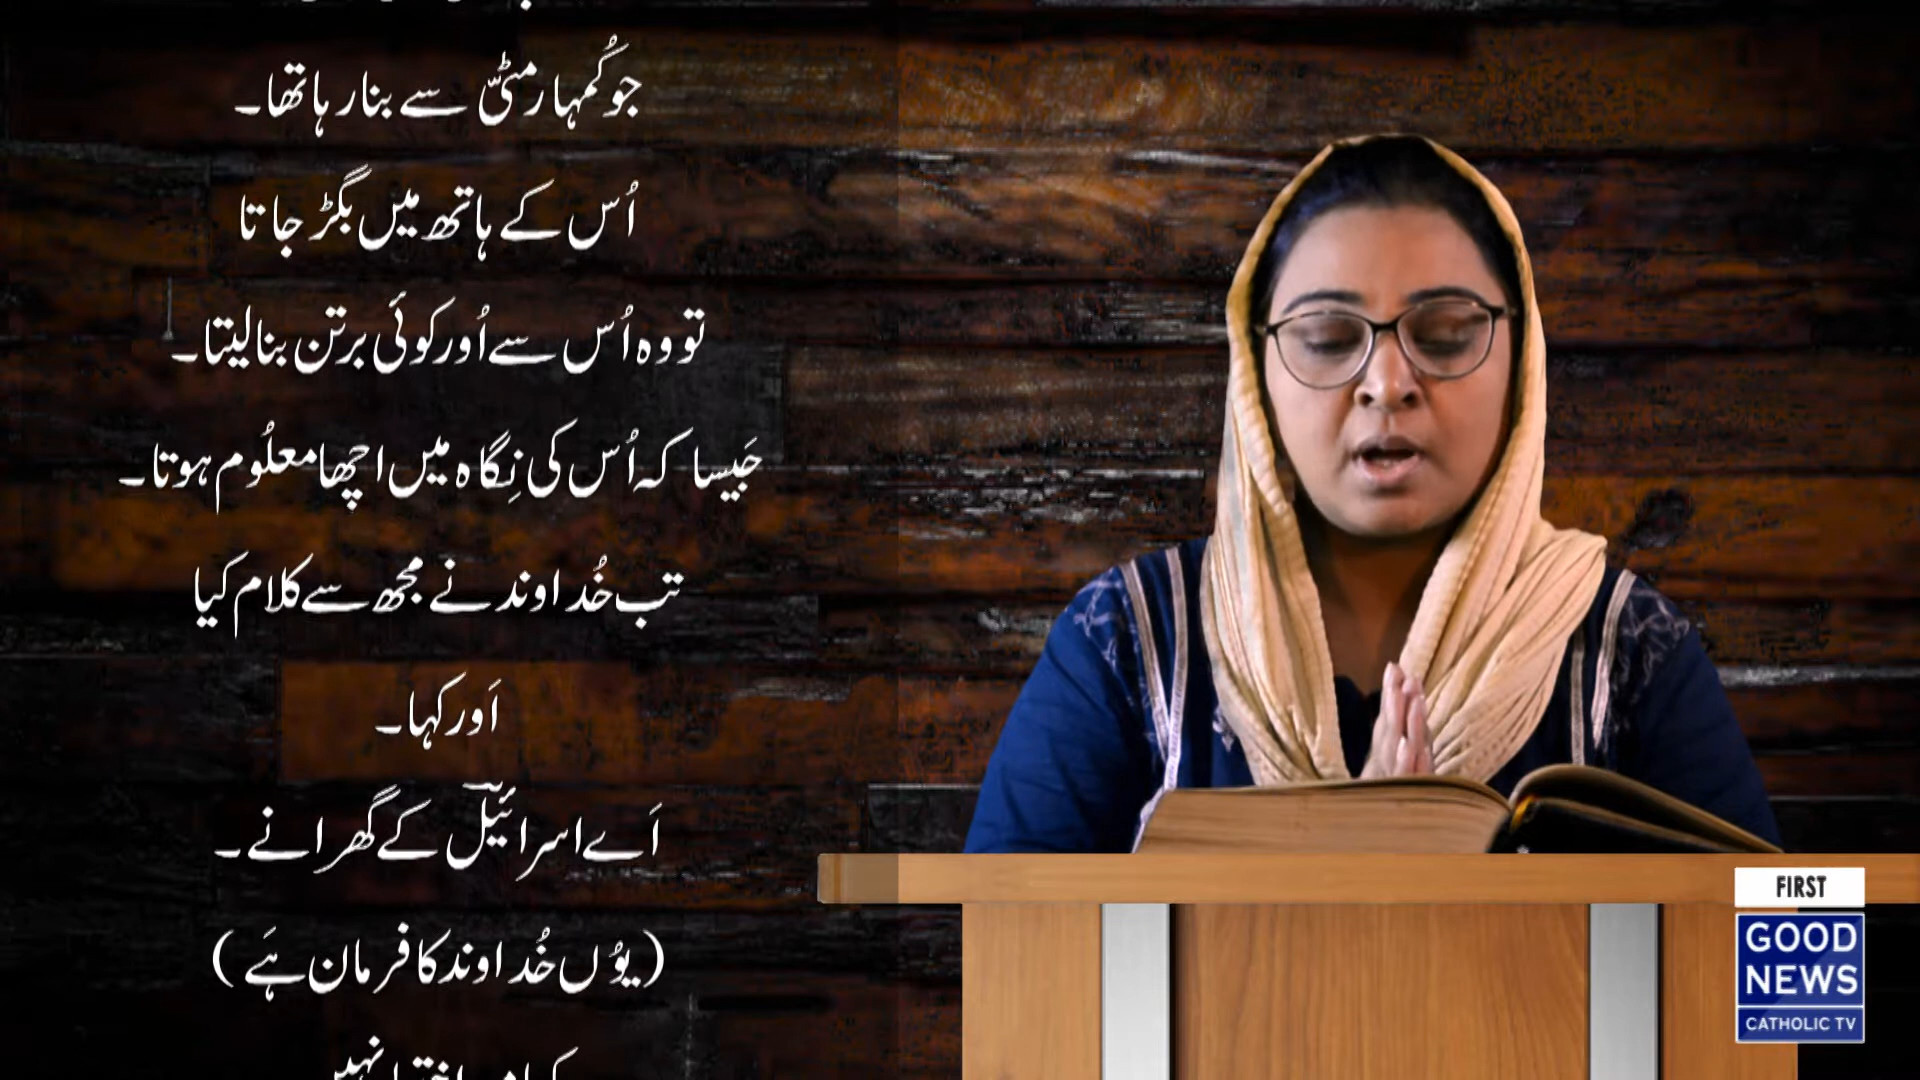 جو کُمہار مٹّی سے بنا رہا تھا۔
اُس کے ہاتھ میں بگڑ جاتا
تو وہ اُس سے اُور کوئی برتن بنا لیتا۔
جَیسا کہ اُس کی نِگاہ میں اچھا معلُوم ہوتا۔
تب خُداوند نے مجھ سے کلام کیا
اَور کہا۔
اَے اسرائیلؔ کے گھرانے۔
(یوُں خُداوند کا فرمان ہَے)
FIRST
GOOD
NEWS
CATHOLIC TV